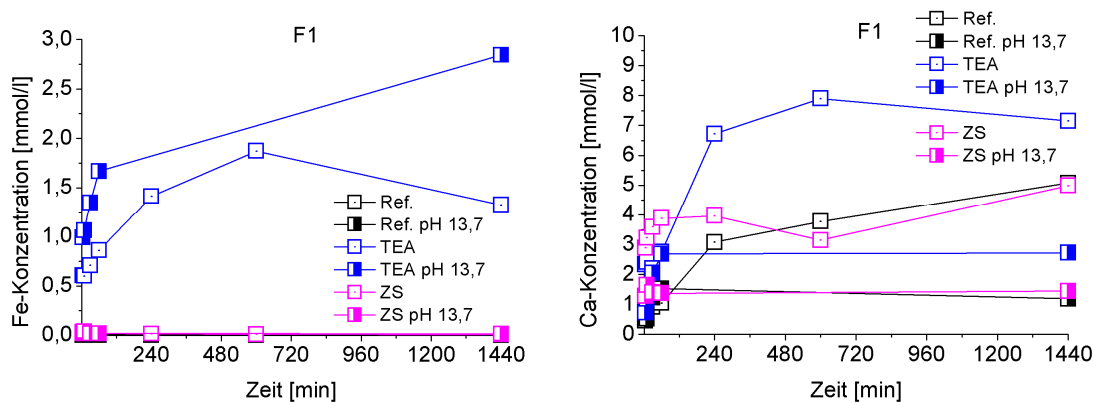 F1
3,0
2,5
2,0
1,5
1,0
0,5
0,0
Fe-Konzentration [mmol/l]
Ref.
Ref. pH 13,7
TEA
TEA pH 13,7
ZS
ZS pH 13,7
240 480 720 960 1200 1440
Zeit [min]
F1
10
9
8
7
6
5
4
3
2
1
0
Ca-Konzentration [mmol/l]
Ref.
Ref. pH 13,7
TEA
TEA pH 13,7
ZS
ZS pH 13,7
240 480 720 960 1200 1440
Zeit [min]